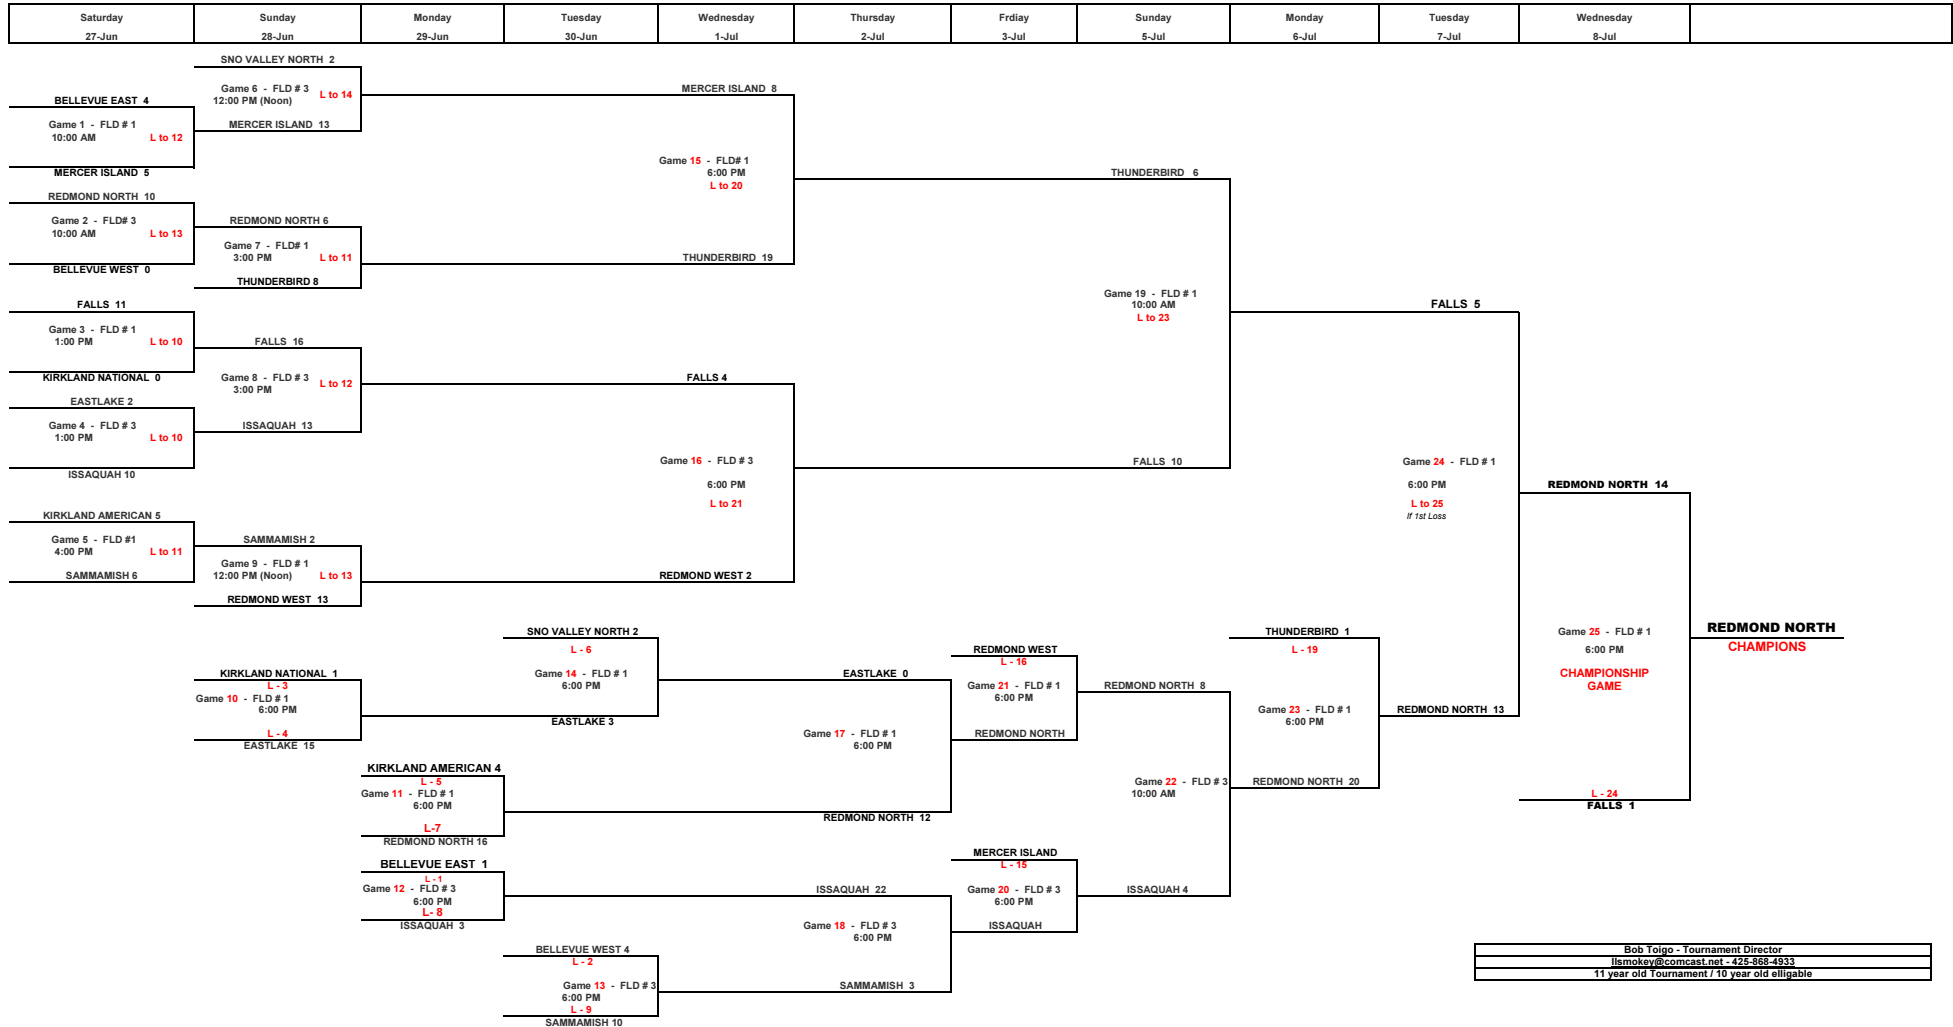 Saturday Sunday Monday Tuesday Wednesday Thursday Frdiay Sunday Monday Tuesday Wednesday
27-Jun 28-Jun 29-Jun 30-Jun 1-Jul 2-Jul 3-Jul 5-Jul 6-Jul 7-Jul 8-Jul
BELLEVUE EAST 4
Game 1 - FLD # 1
10:00 AM L to 12
MERCER ISLAND 5
REDMOND NORTH 10
Game 2 - FLD# 3
10:00 AM L to 13
BELLEVUE WEST 0
FALLS 11
Game 3 - FLD # 1
1:00 PM L to 10
KIRKLAND NATIONAL 0
EASTLAKE 2
Game 4 - FLD # 3
1:00 PM L to 10
ISSAQUAH 10
KIRKLAND AMERICAN 5
Game 5 - FLD #1
4:00 PM L to 11
SAMMAMISH 6
SNO VALLEY NORTH 2
Game 6 - FLD # 3
12:00 PM (Noon) L to 14
MERCER ISLAND 13
REDMOND NORTH 6
Game 7 - FLD# 1
3:00 PM L to 11
THUNDERBIRD 8
FALLS 16
Game 8 - FLD # 3
3:00 PM L to 12
ISSAQUAH 13
SAMMAMISH 2
Game 9 - FLD # 1
12:00 PM (Noon) L to 13
REDMOND WEST 13
MERCER ISLAND 8
Game 15 - FLD# 1
6:00 PM
L to 20
THUNDERBIRD 19
FALLS 4
Game 16 - FLD # 3
6:00 PM
L to 21
REDMOND WEST 2
THUNDERBIRD 6
Game 19 - FLD # 1
10:00 AM
L to 23
FALLS 10
FALLS 5
Game 24 - FLD # 1
6:00 PM
L to 25
If 1st Loss
REDMOND NORTH 13
KIRKLAND NATIONAL 1
L - 3
Game 10 - FLD # 1
6:00 PM
L - 4
EASTLAKE 15
KIRKLAND AMERICAN 4
L - 5
Game 11 - FLD # 1
6:00 PM
L-7
REDMOND NORTH 16
BELLEVUE EAST 1
L - 1
Game 12 - FLD # 3
6:00 PM
L- 8
ISSAQUAH 3
SNO VALLEY NORTH 2
L - 6
Game 14 - FLD # 1
6:00 PM
EASTLAKE 3
BELLEVUE WEST 4
L - 2
Game 13 - FLD # 3
6:00 PM
L - 9
SAMMAMISH 10
EASTLAKE 0
Game 17 - FLD # 1
6:00 PM
REDMOND NORTH 12
ISSAQUAH 22
Game 18 - FLD # 3
6:00 PM
SAMMAMISH 3
REDMOND WEST
L - 16
Game 21 - FLD # 1
6:00 PM
REDMOND NORTH
MERCER ISLAND
L - 15
Game 20 - FLD # 3
6:00 PM
ISSAQUAH
REDMOND NORTH 8
Game 22 - FLD # 3
10:00 AM
ISSAQUAH 4
THUNDERBIRD 1
L - 19
Game 23 - FLD # 1
6:00 PM
REDMOND NORTH 20
REDMOND NORTH 14
Game 25 - FLD # 1
6:00 PM
CHAMPIONSHIP
GAME
L - 24
FALLS 1
REDMOND NORTH
CHAMPIONS
Bob Toigo - Tournament Director
llsmokey@comcast.net - 425-868-4933
11 year old Tournament / 10 year old elligable